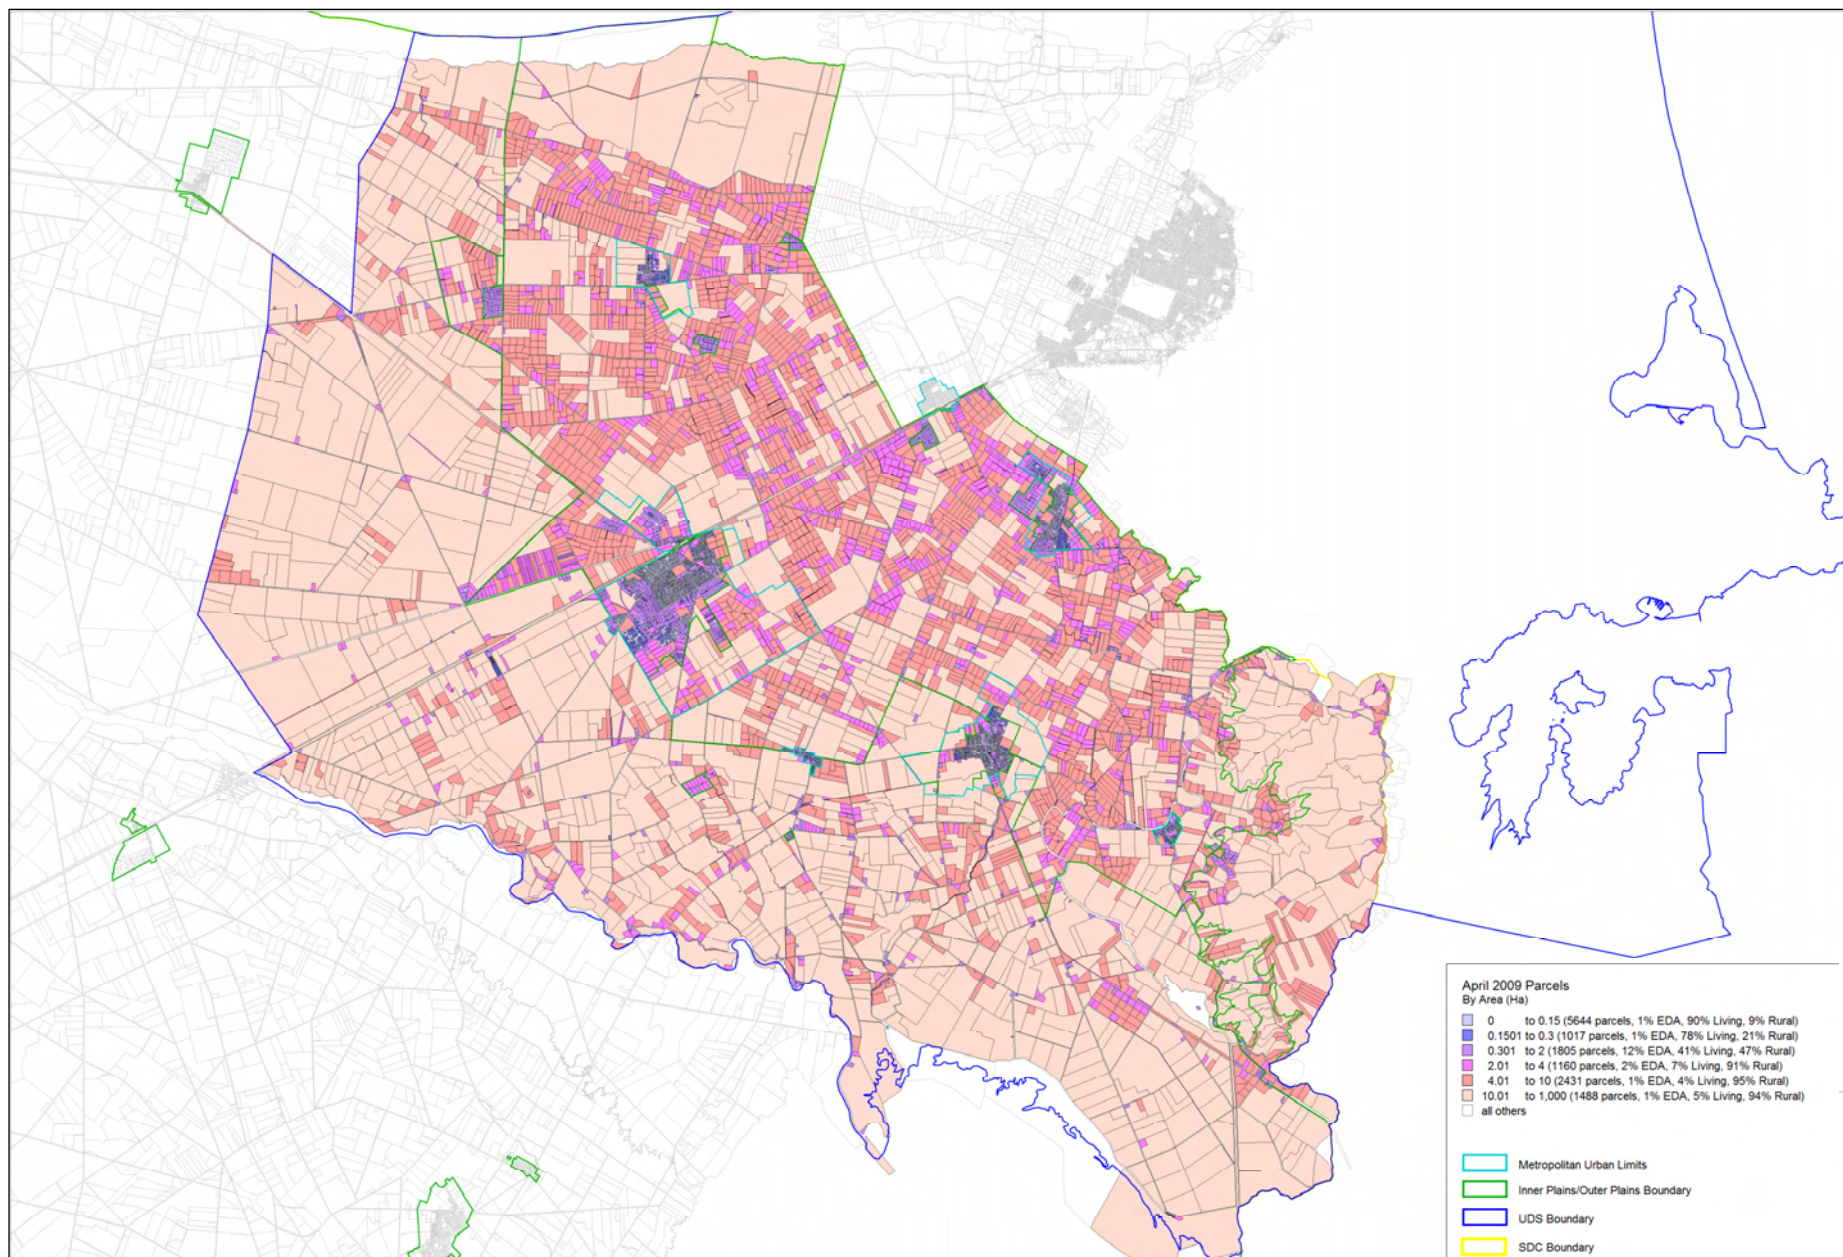 April 2009 Parcels
By Area (Ha)
0 to 0.15 (5644 parcels, 1% EDA, 90% Living, 9% Rural)
0.1501 to 0.3 (1017 parcels, 1% EDA, 78% Living, 21% Rural)
0.301 to 2 (1805 parcels, 12% EDA, 41% Living, 47% Rural)
2.01 to 4 (1160 parcels, 2% EDA, 7% Living, 91% Rural)
4.01 to 10 (2431 parcels, 1% EDA, 4% Living, 95% Rural)
10.01 to 1,000 (1488 parcels, 1% EDA, 5% Living, 94% Rural)
all others
Metropolitan Urban Limits
Inner Plains/Outer Plains Boundary
UDS Boundary
SDC Boundary